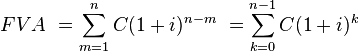 FVA = \sum_{m=1}^{n} C(1+i)^{n-m} = \sum_{k=0}^{n-1} C(1+i)^k